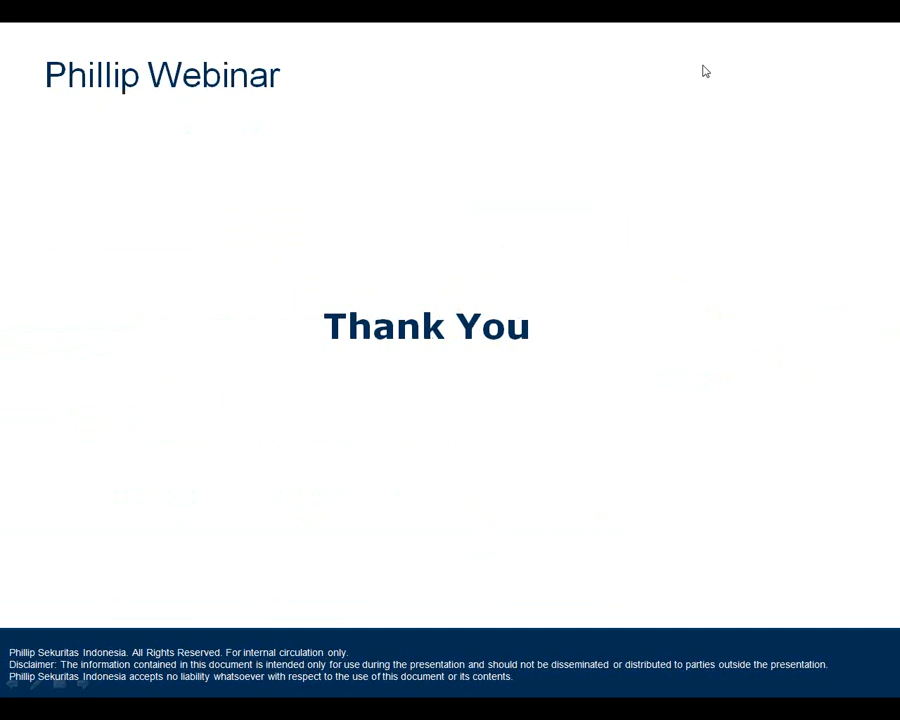 Phillip Webinar
Thank You
Phillip Sekuritas Indonesia. All Rights Reserved. For internal circulation only.
Disclaimer: The information contained in this document is intended only for use during the presentation and should not be disseminated or distributed to parties outside the presentation.
Phillip Sekuritas Indonesia accepts no liability whatsoever with respect to the use of this document or its contents.